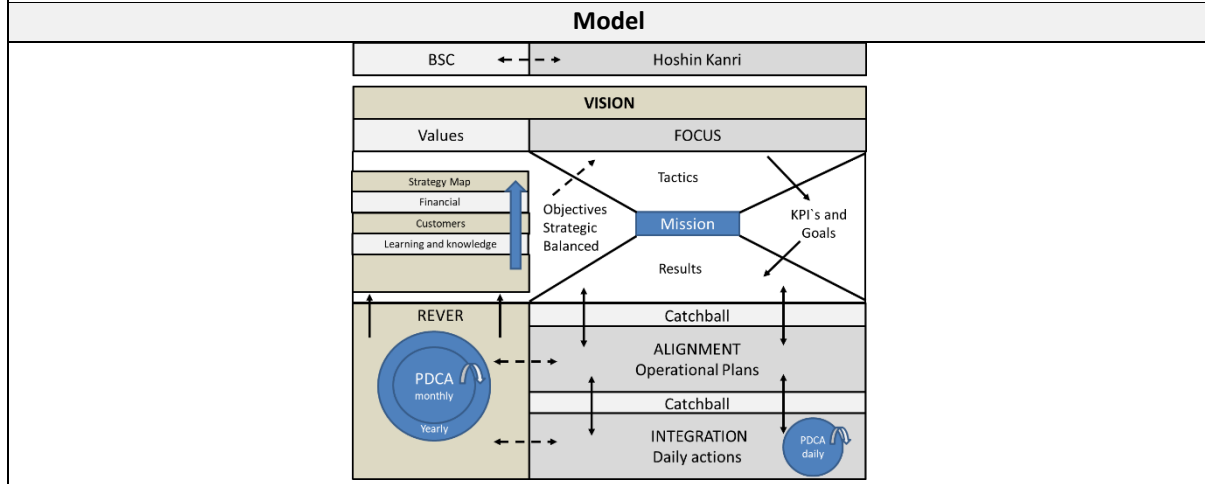 Model
BSC
Hoshin Kanri
VISION
Values
FOCUS
Strategy Map
Financial
Customers
Learning and knowledge
Tactics
Objectives
Strategic
Balanced
Mission
KPI`s and
Goals
Results
REVER
PDCA
monthly
Yearly
Catchball
ALIGNMENT
Operational Plans
Catchball
INTEGRATION
Daily actions
PDCA
daily